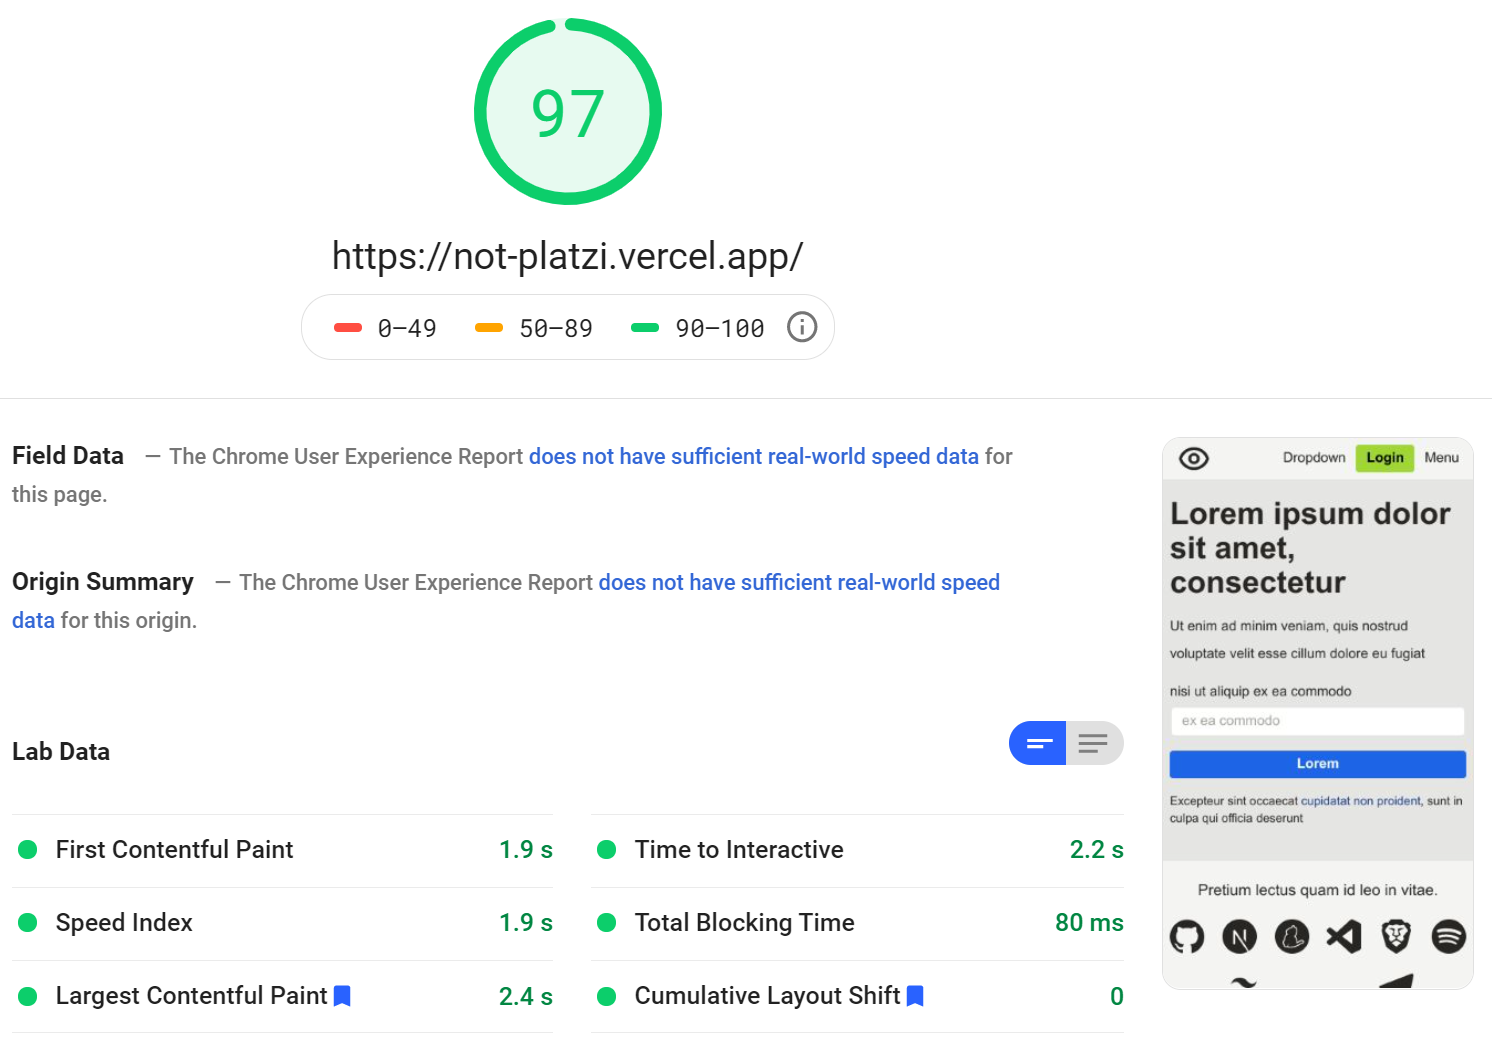 97
https://not-platzi.vercel.app/
0–49 50–89 90–100
Field Data — The Chrome User Experience Report does not have sufficient real-world speed data for
this page.
Origin Summary — The Chrome User Experience Report does not have sufficient real-world speed
data for this origin.
Lab Data
First Contentful Paint 1.9 s
Time to Interactive 2.2 s
Speed Index 1.9 s
Total Blocking Time 80 ms
Largest Contentful Paint 2.4 s
Cumulative Layout Shift 0
Dropdown Login Menu
Lorem ipsum dolor
sit amet,
consectetur
Ut enim ad minim veniam, quis nostrud
voluptate velit esse cillum dolore eu fugiat
nisi ut aliquip ex ea commodo
ex ea commodo
Lorem
Excepteur sint occaecat cupidatat non proident, sunt in
culpa qui officia deserunt
Pretium lectus quam id leo in vitae.
N